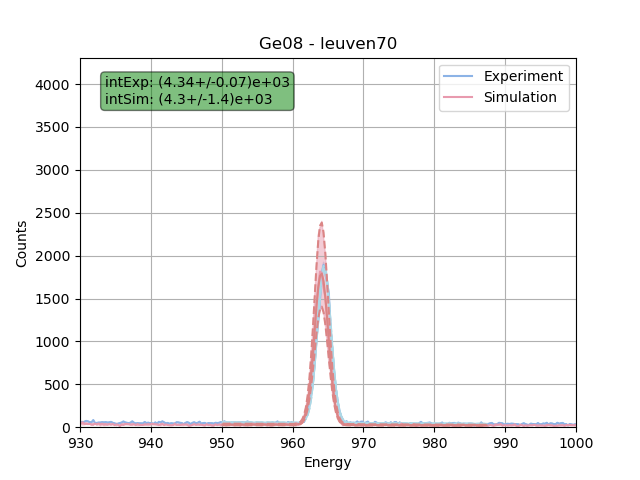 Ge08 - leuven70
intExp: (4.34+/-0.07)e+03
intSim: (4.3+/-1.4)e+03
Experiment
Simulation
4000
3500
3000
2500
2000
1500
1000
500
0
Counts
930 940 950 960 970 980 990 1000
Energy